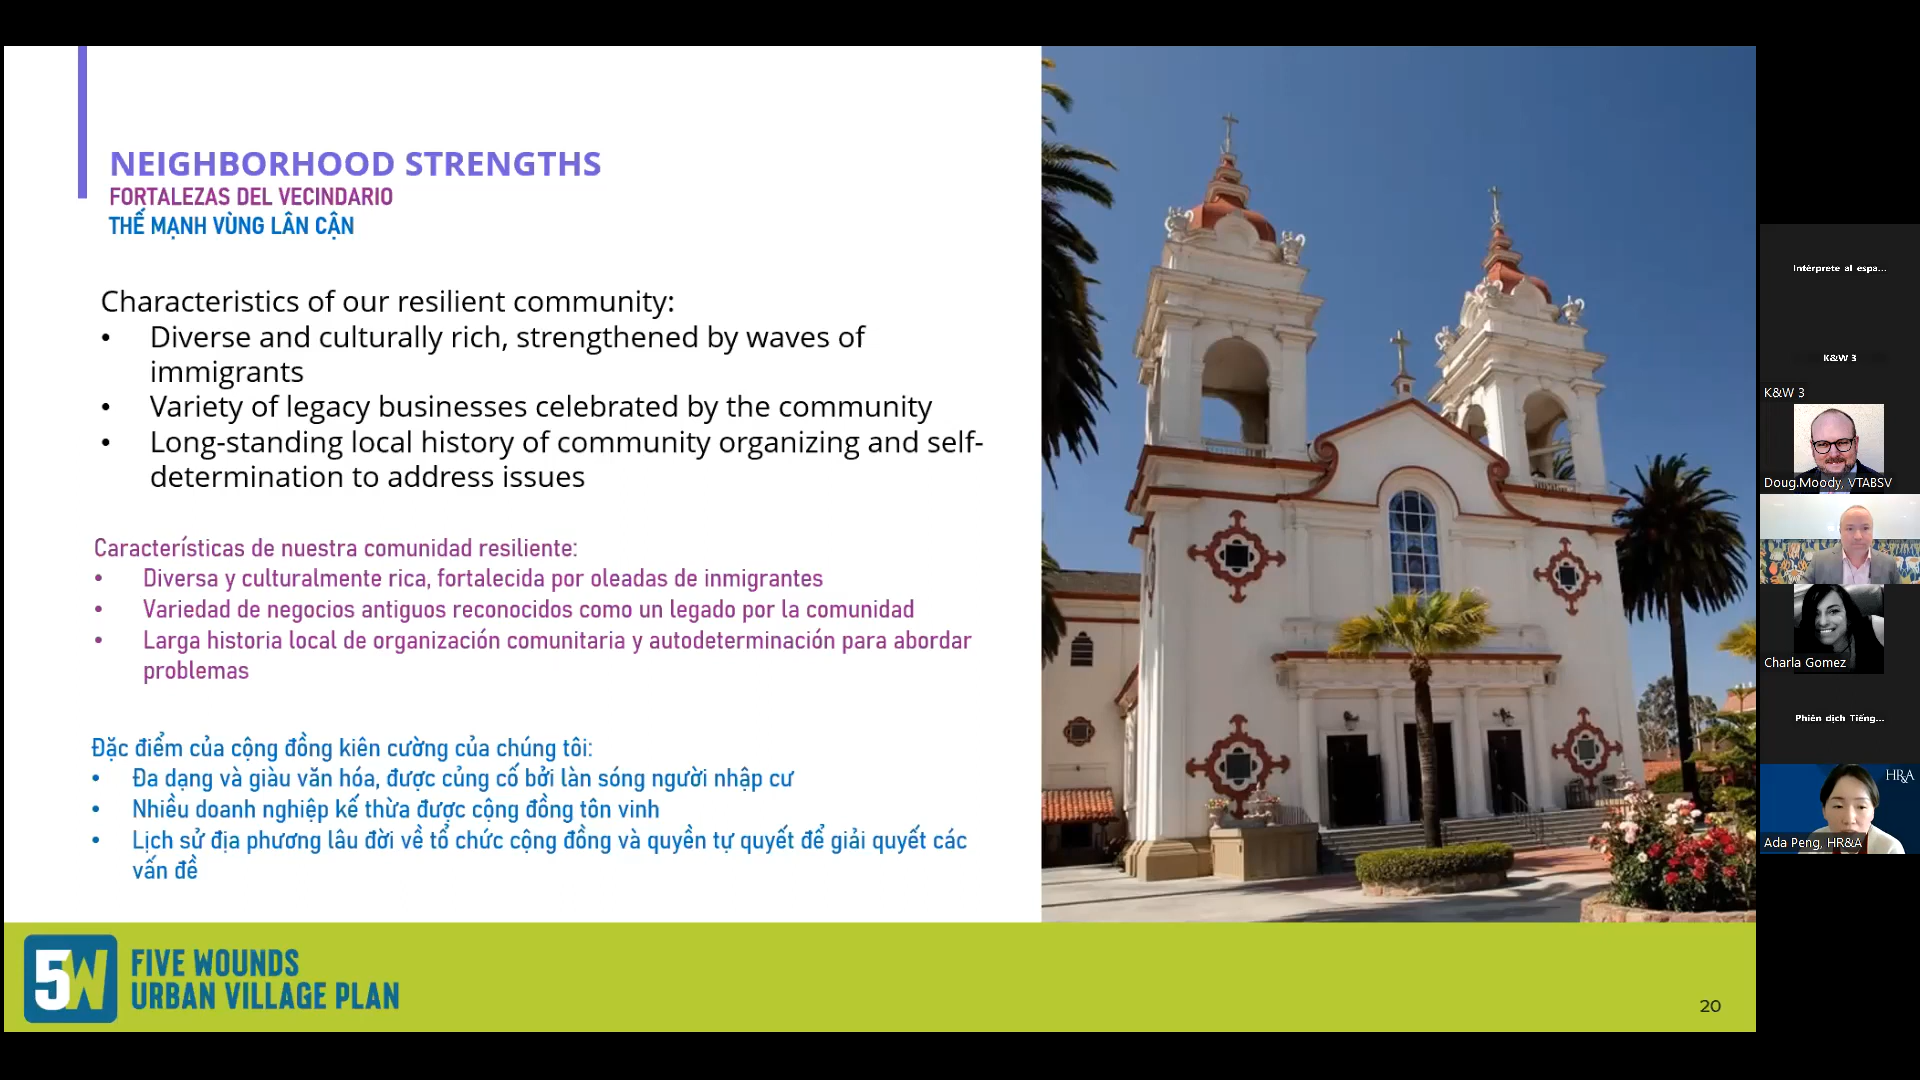 NEIGHBORHOOD STRENGTHS
FORTALEZAS DEL VECINDARIO
THẾ MẠNH VÙNG LÂN CẬN
Characteristics of our resilient community:
• Diverse and culturally rich, strengthened by waves of
immigrants
• Variety of legacy businesses celebrated by the community
• Long-standing local history of community organizing and self-
determination to address issues
Características de nuestra comunidad resiliente:
• Diversa y culturalmente rica, fortalecida por oleadas de inmigrantes
• Variedad de negocios antiguos reconocidos como un legado por la comunidad
• Larga historia local de organización comunitaria y autodeterminación para abordar
problemas
Đặc điểm của cộng đồng kiên cường của chúng tôi:
• Đa dạng và giàu văn hóa, được củng cố bởi làn sóng người nhập cư
• Nhiều doanh nghiệp kế thừa được cộng đồng tôn vinh
• Lịch sử địa phương lâu đời về tổ chức cộng đồng và quyền tự quyết để giải quyết các
vấn đề
5W
FIVE WOUNDS
URBAN VILLAGE PLAN
20
Intérprete al espa...
K&W 3
K&W 3
Doug.Moody, VTABSV
Charla Gomez
Phiên dịch Tiếng...
HR&A
Ada Peng, HR&A